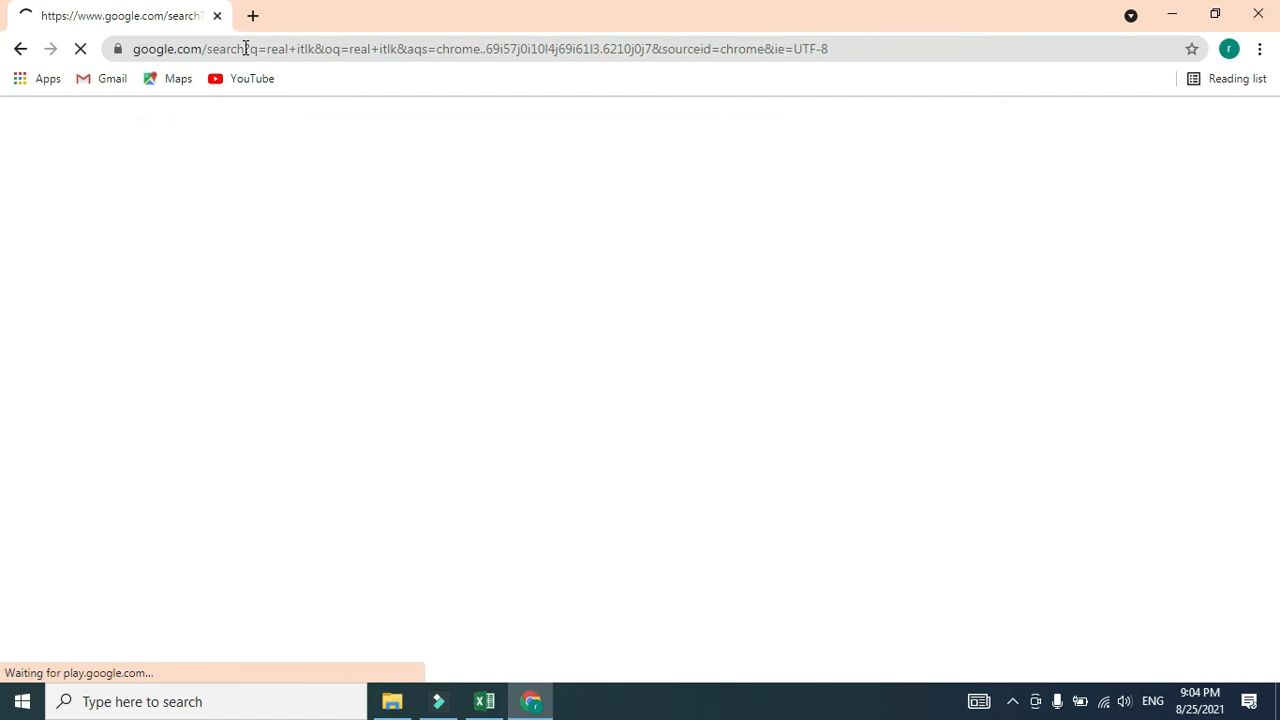 https://www.google.com/search?
google.com/search?q=real+itlk&oq=real+itlk&aqs=chrome..69i57j0i10l4j69i61l3.6210j0j7&sourceid=chrome&ie=UTF-8
r
Apps Gmail Maps YouTube Reading list
Waiting for play.google.com...
Type here to search
ENG
9:04 PM
8/25/2021